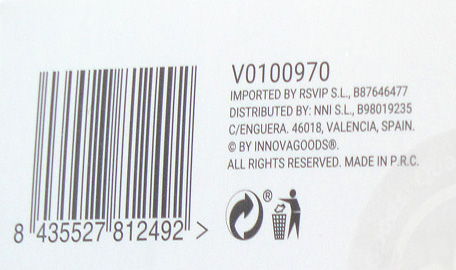 V0100970
IMPORTED BY RSVIP S.L., B87646477
DISTRIBUTED BY: NNI S.L., B98019235
C/ENGUERA. 46018, VALENCIA, SPAIN.
© BY INNOVAGOODS®.
ALL RIGHTS RESERVED. MADE IN P.R.C.
®
8 435527 812492 >